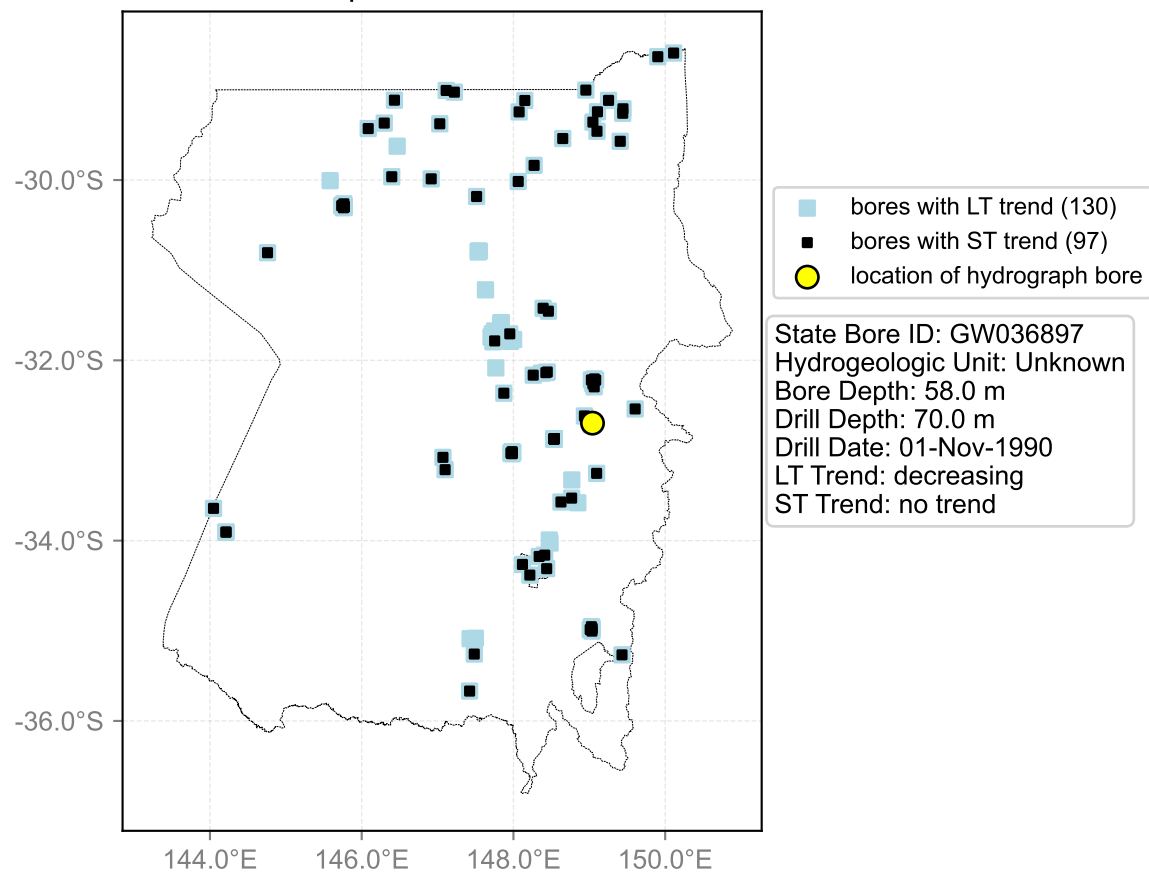 -30.0°S
-32.0°S
-34.0°S
-36.0°S
144.0°E 146.0°E 148.0°E 150.0°E
bores with LT trend (130)
bores with ST trend (97)
location of hydrograph bore
State Bore ID: GW036897
Hydrogeologic Unit: Unknown
Bore Depth: 58.0 m
Drill Depth: 70.0 m
Drill Date: 01-Nov-1990
LT Trend: decreasing
ST Trend: no trend